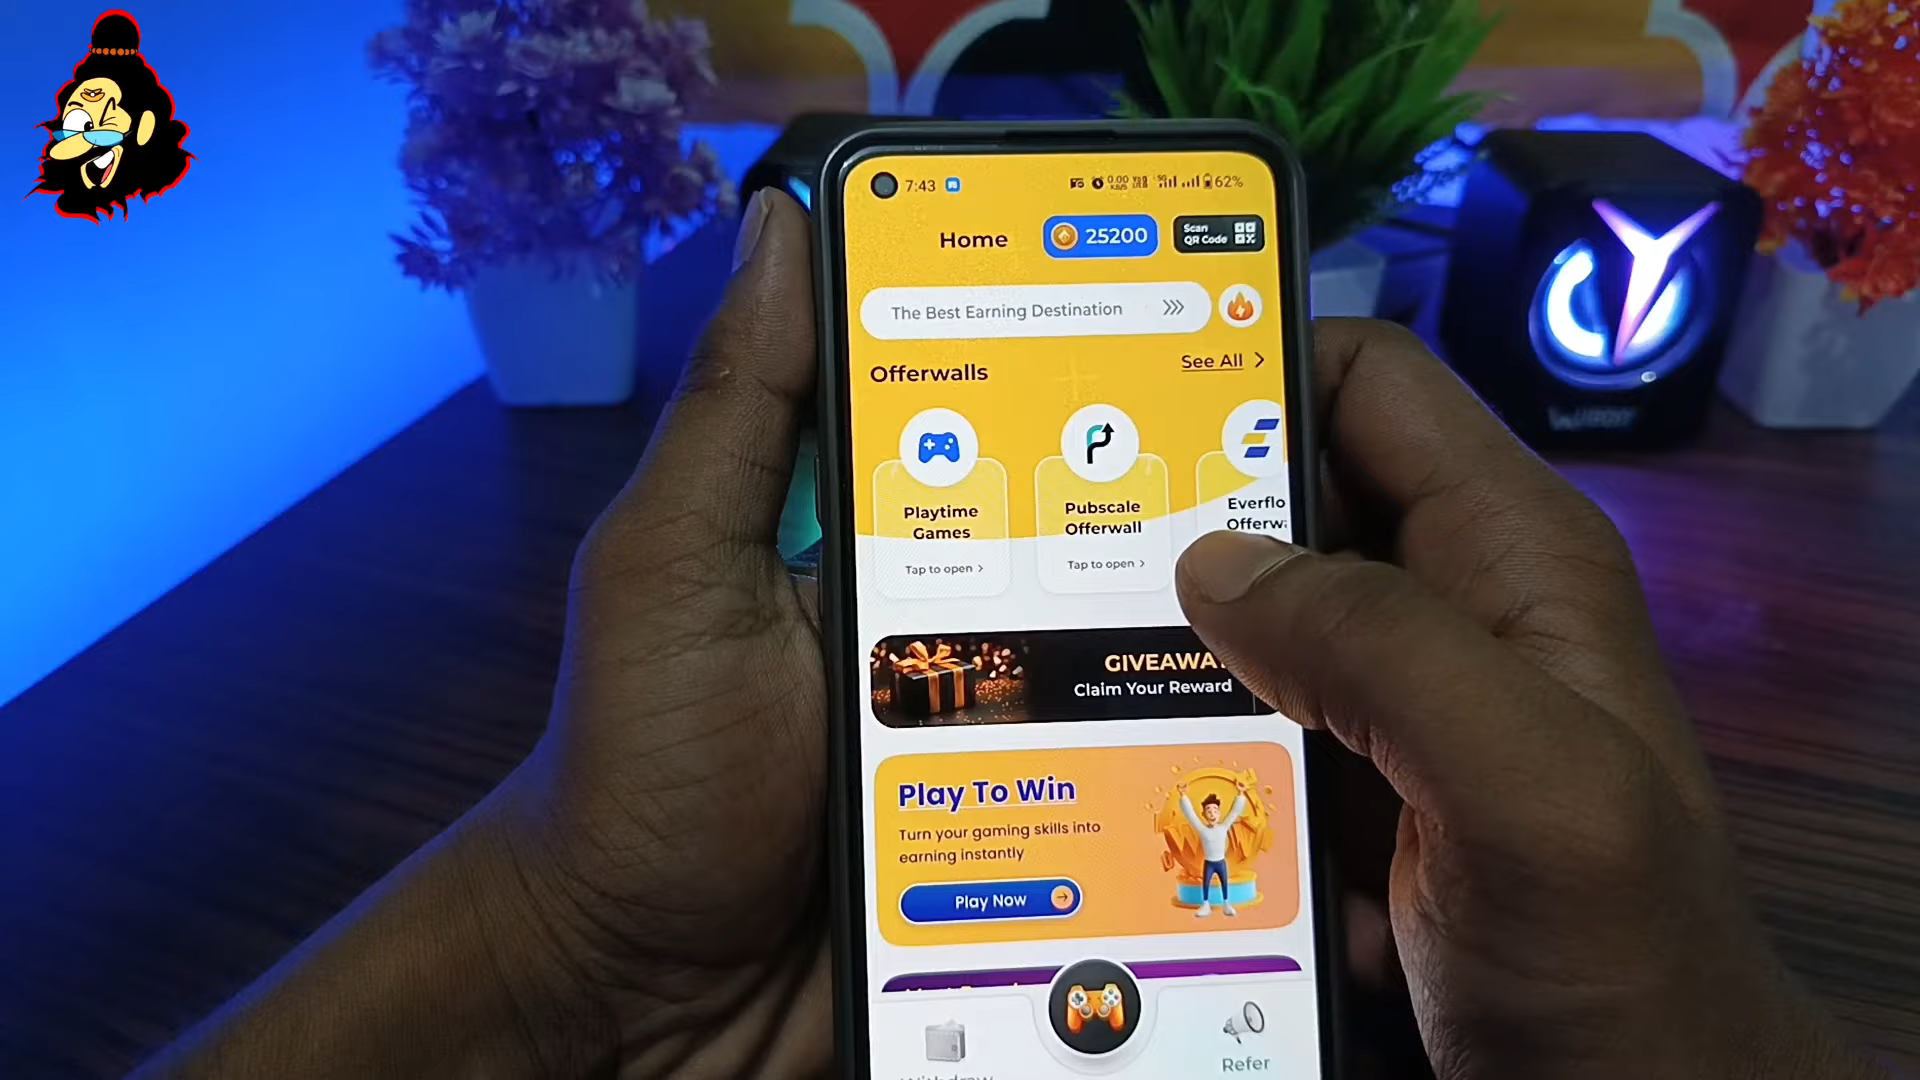 7:43
62%
Home
25200
Scan
QR Code
The Best Earning Destination
Offerwalls
See All
Playtime
Games
Tap to open
Pubscale
Offerwall
Tap to open
Everflo
Offerw
GIVEAWA
Claim Your Reward
Play To Win
Turn your gaming skills into
earning instantly
Play Now
Refer